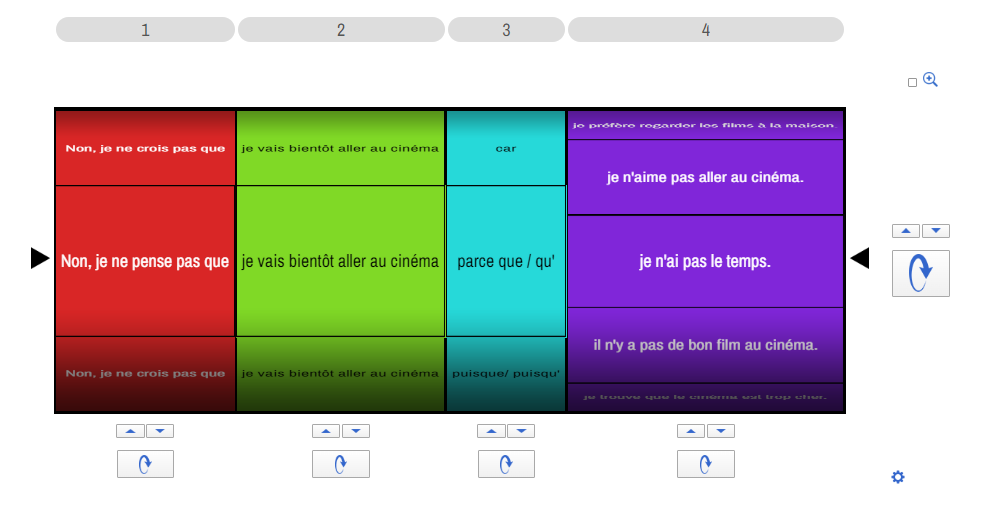 1 2 3 4
je préfère regarder les films à la maison.
Non, je ne crois pas que je vais bientôt aller au cinéma car
je n'aime pas aller au cinéma.
Non, je ne pense pas que je vais bientôt aller au cinéma parce que / qu' je n'ai pas le temps.
il n'y a pas de bon film au cinéma.
Non, je ne crois pas que je vais bientôt aller au cinéma puisque/ puisqu'
je trouve que le cinéma est trop cher.